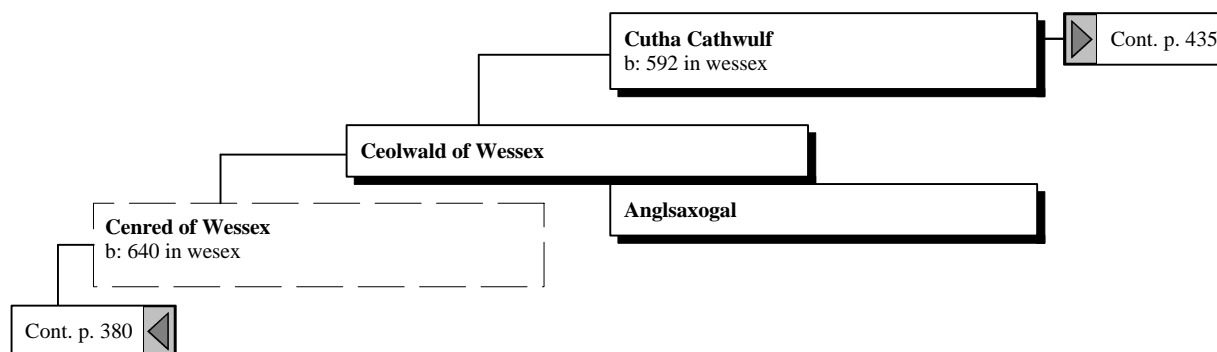 Cutha Cathwulf
b: 592 in wessex
Cont. p. 435
Ceolwald of Wessex
Anglsaxogal
Cenred of Wessex
b: 640 in wesex
Cont. p. 380